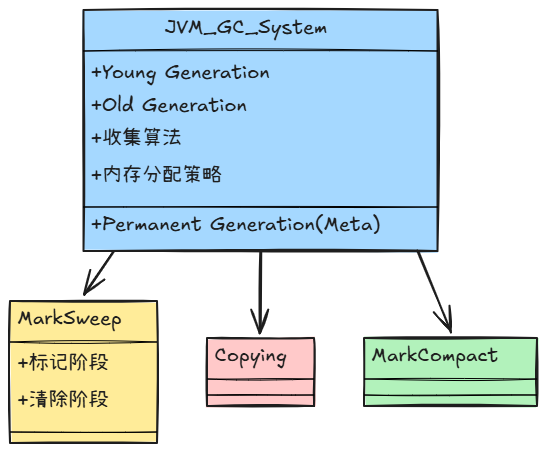 JVM_GC_System
+Young Generation
+Old Generation
+收集算法
+内存分配策略
+Permanent Generation(Meta)
MarkSweep
+标记阶段
+清除阶段
Copying
MarkCompact